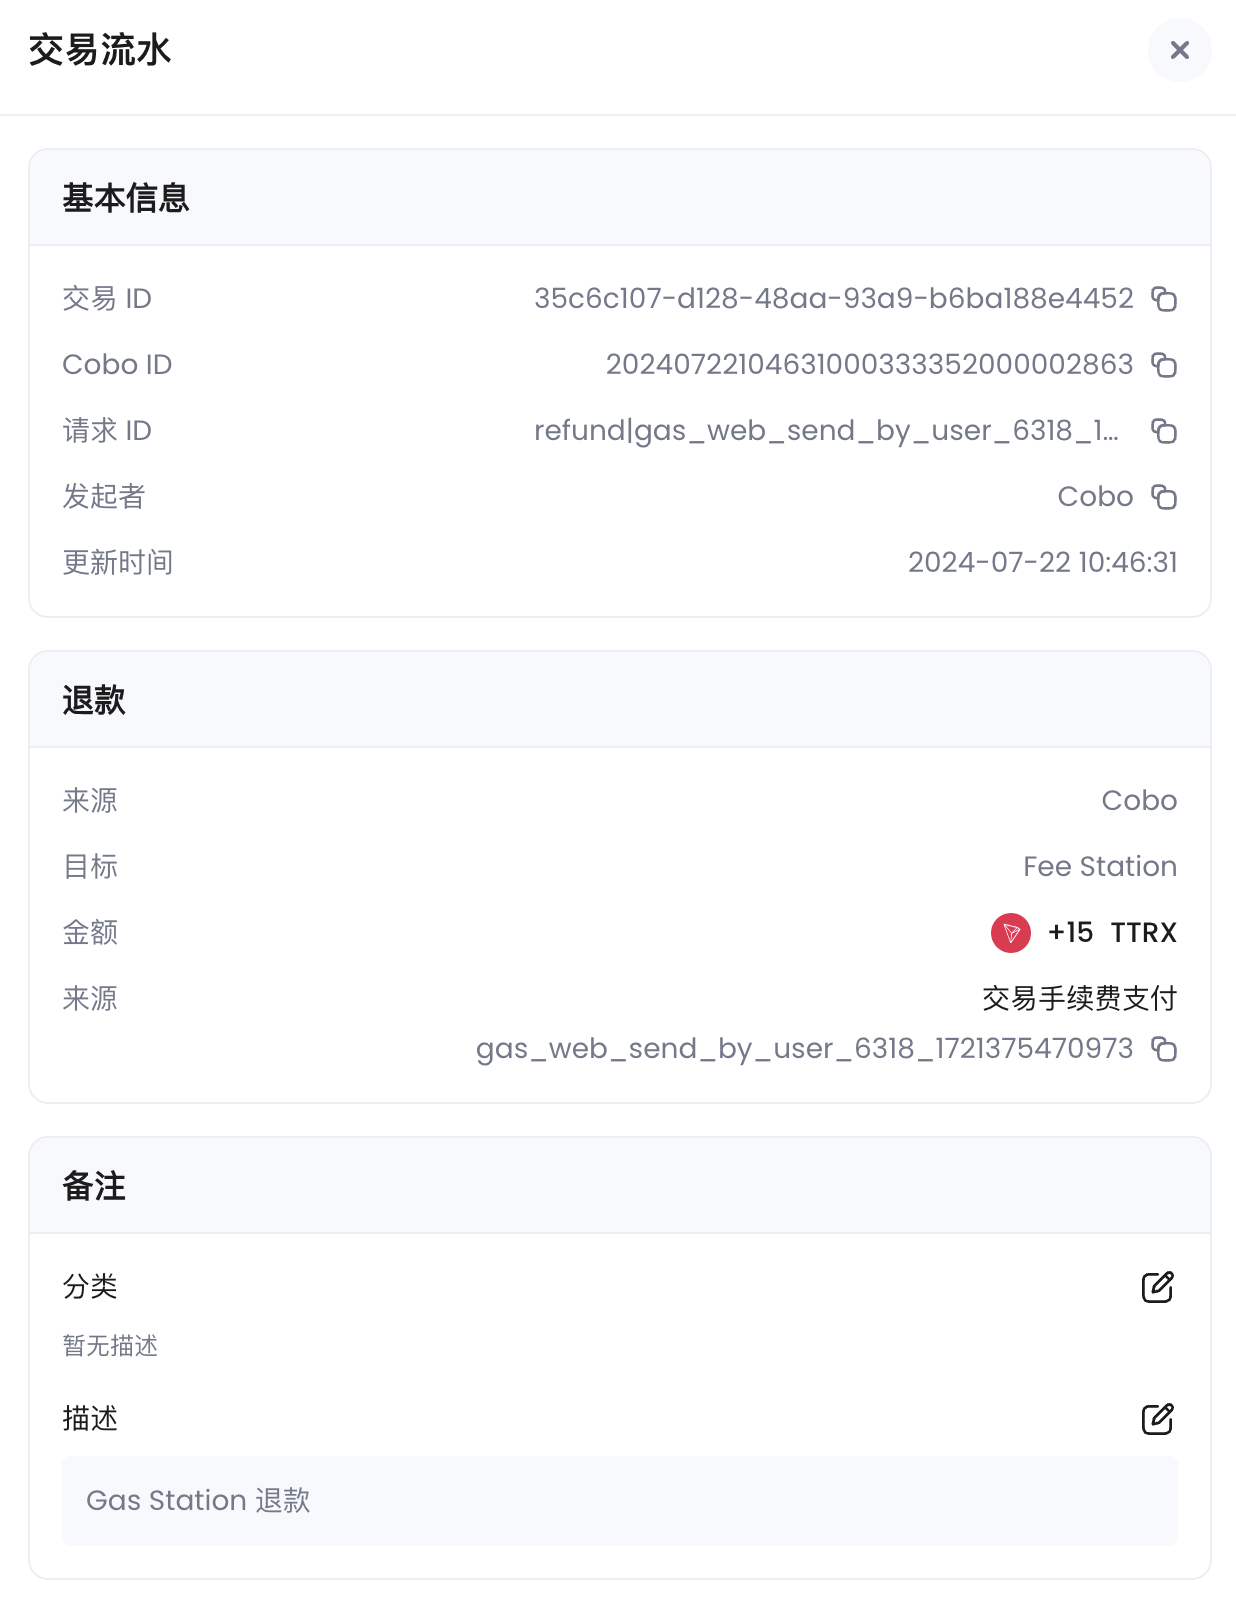 交易流水
基本信息
交易 ID 35c6c107-d128-48aa-93a9-b6ba188e4452
Cobo ID 20240722104631000333352000002863
请求 ID refund|gas_web_send_by_user_6318_1...
发起者 Cobo
更新时间 2024-07-22 10:46:31
退款
来源 Cobo
目标 Fee Station
金额 +15 TTRX
来源 交易手续费支付
gas_web_send_by_user_6318_1721375470973
备注
分类
暂无描述
描述
Gas Station 退款